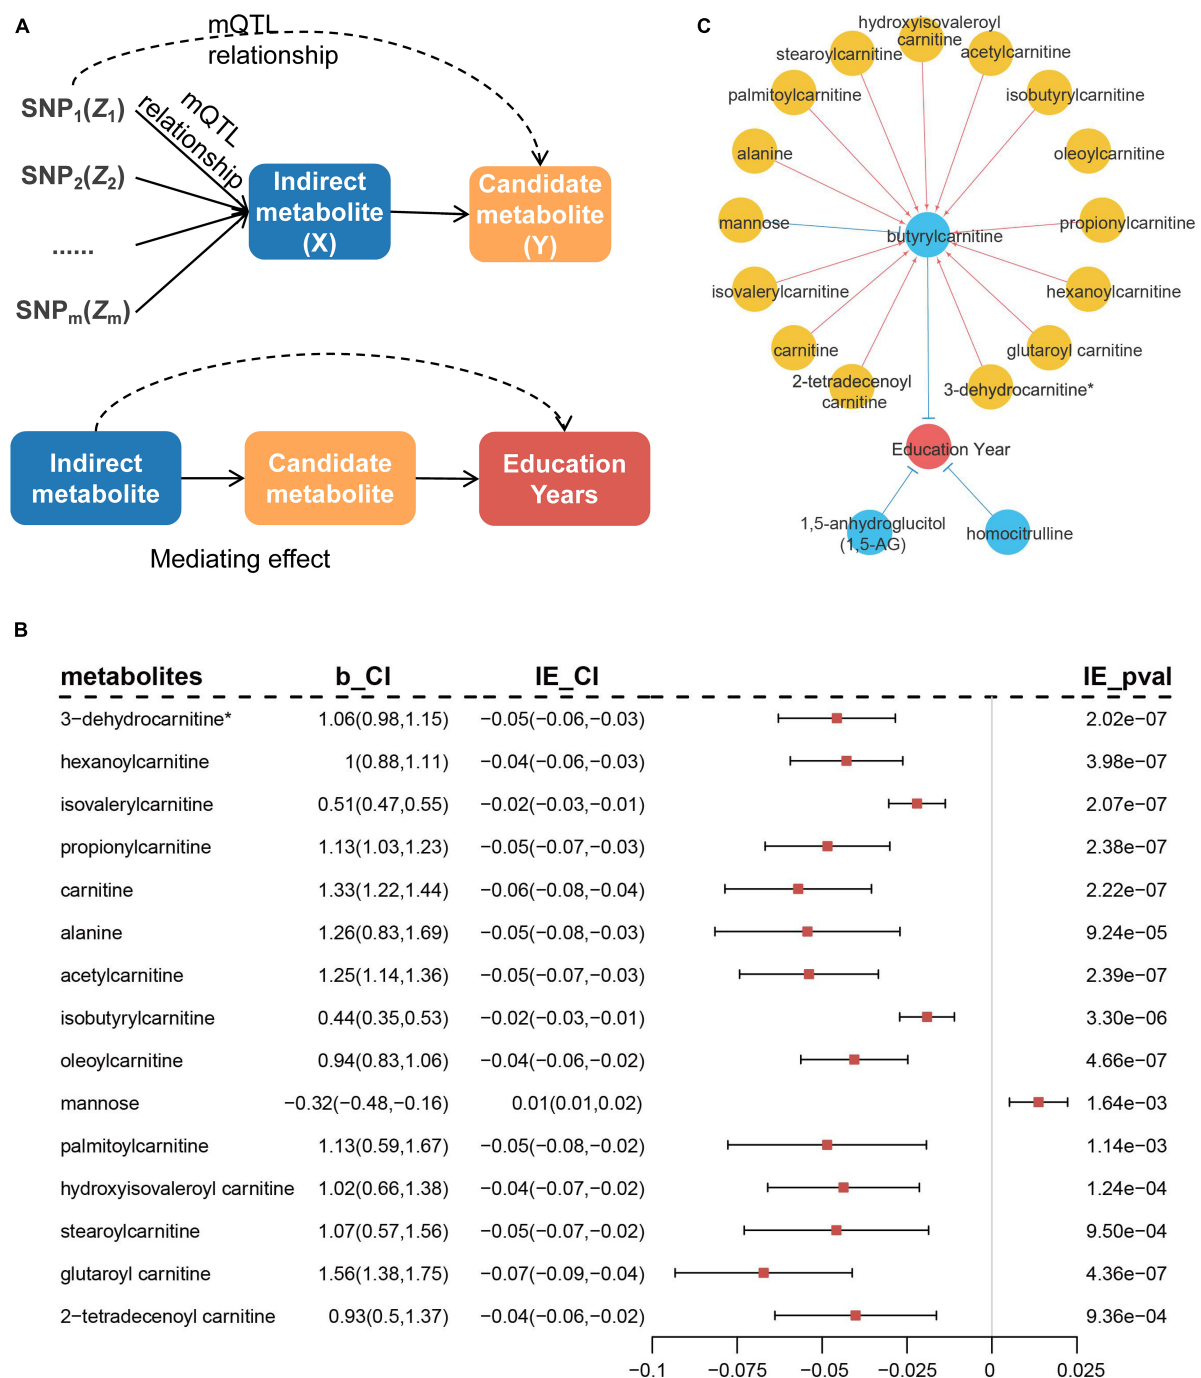 A
mQTL
relationship
mQTL
relationship
SNP1(Z1)
SNP2(Z2)
......
SNPm(Zm)
Indirect
metabolite
(X)
Candidate
metabolite
(Y)
Indirect
metabolite
Candidate
metabolite
Education
Years
Mediating effect
C
hydroxyisovaleroyl
carnitine
stearoylcarnitine
acetylcarnitine
palmitoylcarnitine
isobutyrylcarnitine
alanine
oleoylcarnitine
mannose
butyrylcarnitine
propionylcarnitine
isovalerylcarnitine
hexanoylcarnitine
carnitine
glutaroyl carnitine
2-tetradecenoyl
carnitine
3-dehydrocarnitine*
Education Year
1,5-anhydroglucitol
(1,5-AG)
homocitrulline
B
metabolites b_CI IE_CI IE_pval
3−dehydrocarnitine* 1.06(0.98,1.15) −0.05(−0.06,−0.03) 2.02e−07
hexanoylcarnitine 1(0.88,1.11) −0.04(−0.06,−0.03) 3.98e−07
isovalerylcarnitine 0.51(0.47,0.55) −0.02(−0.03,−0.01) 2.07e−07
propionylcarnitine 1.13(1.03,1.23) −0.05(−0.07,−0.03) 2.38e−07
carnitine 1.33(1.22,1.44) −0.06(−0.08,−0.04) 2.22e−07
alanine 1.26(0.83,1.69) −0.05(−0.08,−0.03) 9.24e−05
acetylcarnitine 1.25(1.14,1.36) −0.05(−0.07,−0.03) 2.39e−07
isobutyrylcarnitine 0.44(0.35,0.53) −0.02(−0.03,−0.01) 3.30e−06
oleoylcarnitine 0.94(0.83,1.06) −0.04(−0.06,−0.02) 4.66e−07
mannose −0.32(−0.48,−0.16) 0.01(0.01,0.02) 1.64e−03
palmitoylcarnitine 1.13(0.59,1.67) −0.05(−0.08,−0.02) 1.14e−03
hydroxyisovaleroyl carnitine 1.02(0.66,1.38) −0.04(−0.07,−0.02) 1.24e−04
stearoylcarnitine 1.07(0.57,1.56) −0.05(−0.07,−0.02) 9.50e−04
glutaroyl carnitine 1.56(1.38,1.75) −0.07(−0.09,−0.04) 4.36e−07
2−tetradecenoyl carnitine 0.93(0.5,1.37) −0.04(−0.06,−0.02) 9.36e−04
−0.1 −0.075 −0.05 −0.025 0 0.025